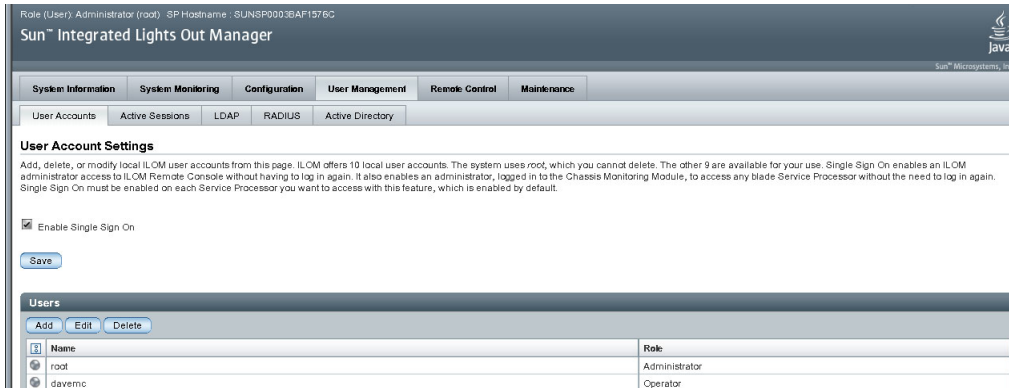 Role (User): Administrator (root)   SP Hostname : SUNSP0003BAF1576C
Sun™ Integrated Lights Out Manager
Java
Sun™ Microsystems, In
System Information   System Monitoring   Configuration   User Management   Remote Control   Maintenance
User Accounts   Active Sessions   LDAP   RADIUS   Active Directory
User Account Settings
Add, delete, or modify local ILOM user accounts from this page. ILOM offers 10 local user accounts. The system uses root, which you cannot delete. The other 9 are available for your use. Single Sign On enables an ILOM
administrator access to ILOM Remote Console without having to log in again. It also enables an administrator, logged in to the Chassis Monitoring Module, to access any blade Service Processor without the need to log in again.
Single Sign On must be enabled on each Service Processor you want to access with this feature, which is enabled by default.
Enable Single Sign On
Save
Users
Add   Edit   Delete
Name   Role
root   Administrator
davemc   Operator